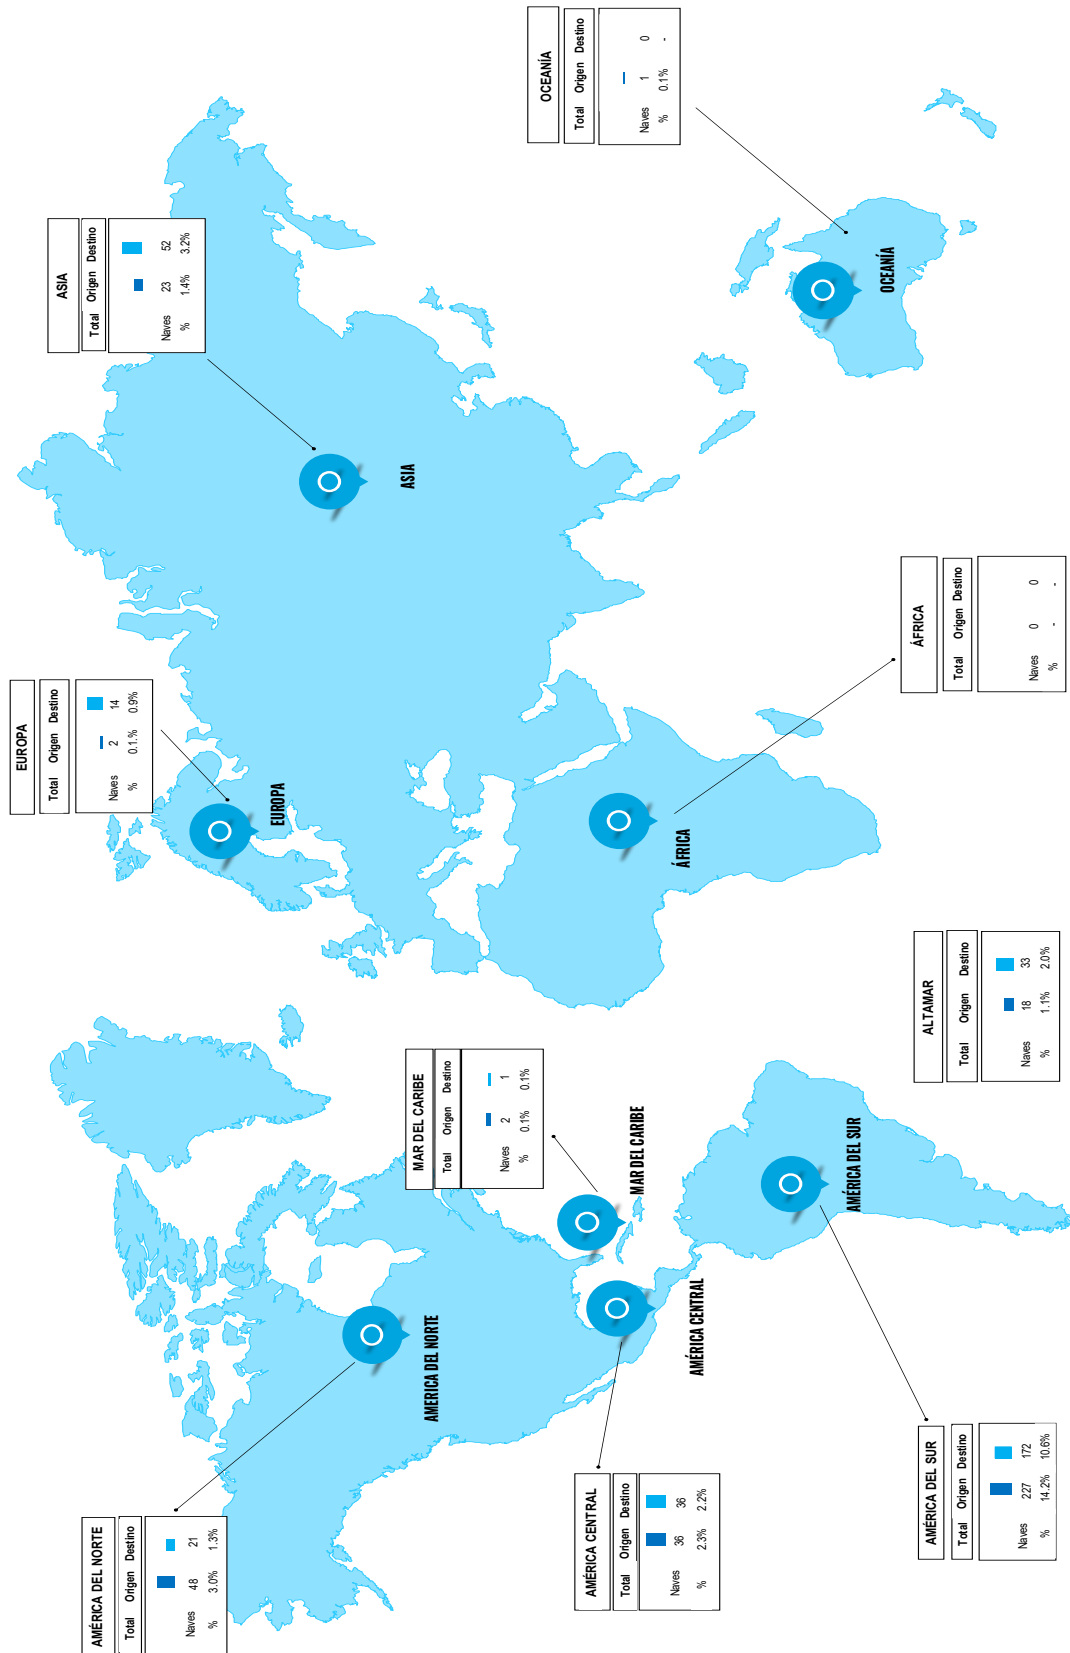 AMÉRICA DEL NORTE
Total Origen Destino
Naves 48 21
% 3.0% 1.3%
EUROPA
Total Origen Destino
Naves 2 14
% 0.1.% 0.9%
ASIA
Total Origen Destino
Naves 23 52
% 1.4% 3.2%
OCEANÍA
Total Origen Destino
Naves 1 0
% 0.1% -
MAR DEL CARIBE
Total Origen Destino
Naves 2 1
% 0.1% 0.1%
AMÉRICA CENTRAL
Total Origen Destino
Naves 36 36
% 2.3% 2.2%
AMÉRICA DEL SUR
Total Origen Destino
Naves 227 172
% 14.2% 10.6%
ALTAMAR
Total Origen Destino
Naves 18 33
% 1.1% 2.0%
ÁFRICA
Total Origen Destino
Naves 0 0
% - -
EUROPA
ASIA
AMERICA DEL NORTE
MAR DEL CARIBE
AMÉRICA CENTRAL
ÁFRICA
AMÉRICA DEL SUR
OCEANÍA